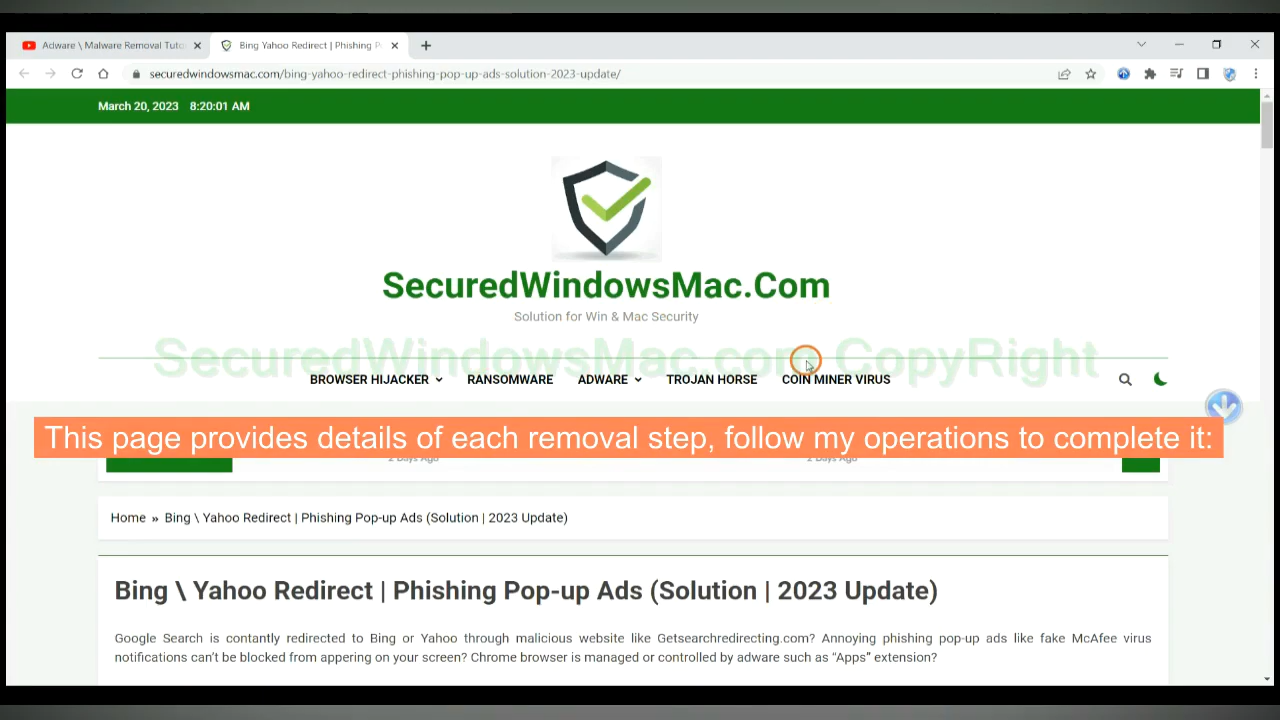 Adware \ Malware Removal Tuto
Bing Yahoo Redirect | Phishing P
securedwindowsmac.com/bing-yahoo-redirect-phishing-pop-up-ads-solution-2023-update/
March 20, 2023 8:20:01 AM
SecuredWindowsMac.Com
Solution for Win & Mac Security
SecuredWindowsMac.com CopyRight
BROWSER HIJACKER RANSOMWARE ADWARE TROJAN HORSE COIN MINER VIRUS
This page provides details of each removal step, follow my operations to complete it:
2 Days Ago 2 Days Ago
Home » Bing \ Yahoo Redirect | Phishing Pop-up Ads (Solution | 2023 Update)
Bing \ Yahoo Redirect | Phishing Pop-up Ads (Solution | 2023 Update)
Google Search is contantly redirected to Bing or Yahoo through malicious website like Getsearchredirecting.com? Annoying phishing pop-up ads like fake McAfee virus
notifications can't be blocked from appering on your screen? Chrome browser is managed or controlled by adware such as “Apps” extension?